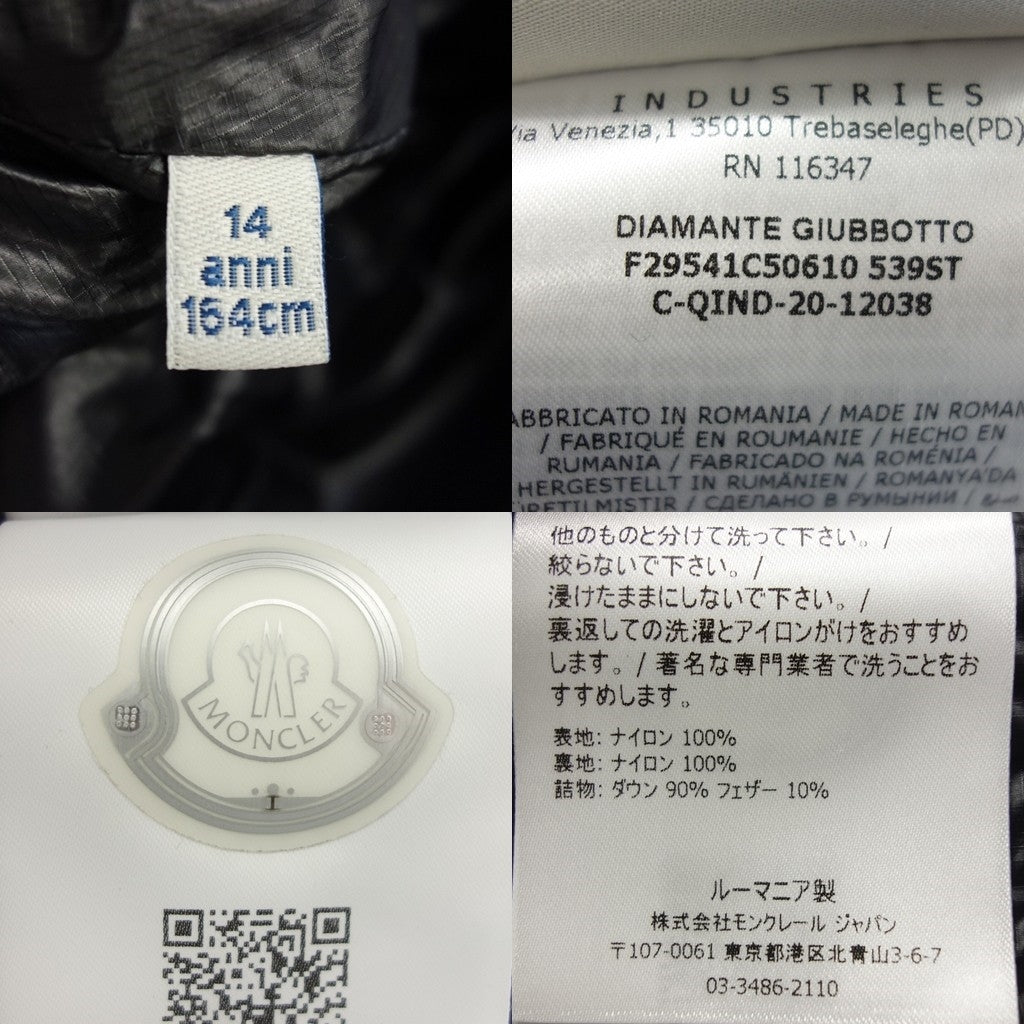 14
anni
164cm
INDUSTRIES
Via Venezia,1 35010 Trebaseleghe(PD)
RN 116347
DIAMANTE GIUBBOTTO
F29541C50610 539ST
C-QIND-20-12038
ABBRICATO IN ROMANIA / MADE IN ROMAN
/ FABRIQUÉ EN ROUMANIE / HECHO EN
RUMANIA / FABRICADO NA ROMÉNIA /
HERGESTELLT IN RUMÄNIEN / ROMANYA'DA
ÜRETILMISTIR / СДЕЛАНО В РУМЫНИИ /
MONCLER
I
他のものと分けて洗って下さい。/
絞らないで下さい。/
浸けたままにしないで下さい。/
裏返しての洗濯とアイロンがけをおすすめ
します。/ 著名な専門業者で洗うことをお
すすめします。
表地: ナイロン 100%
裏地: ナイロン 100%
詰物: ダウン 90% フェザー 10%
ルーマニア製
株式会社モンクレール ジャパン
〒107-0061 東京都港区北青山3-6-7
03-3486-2110